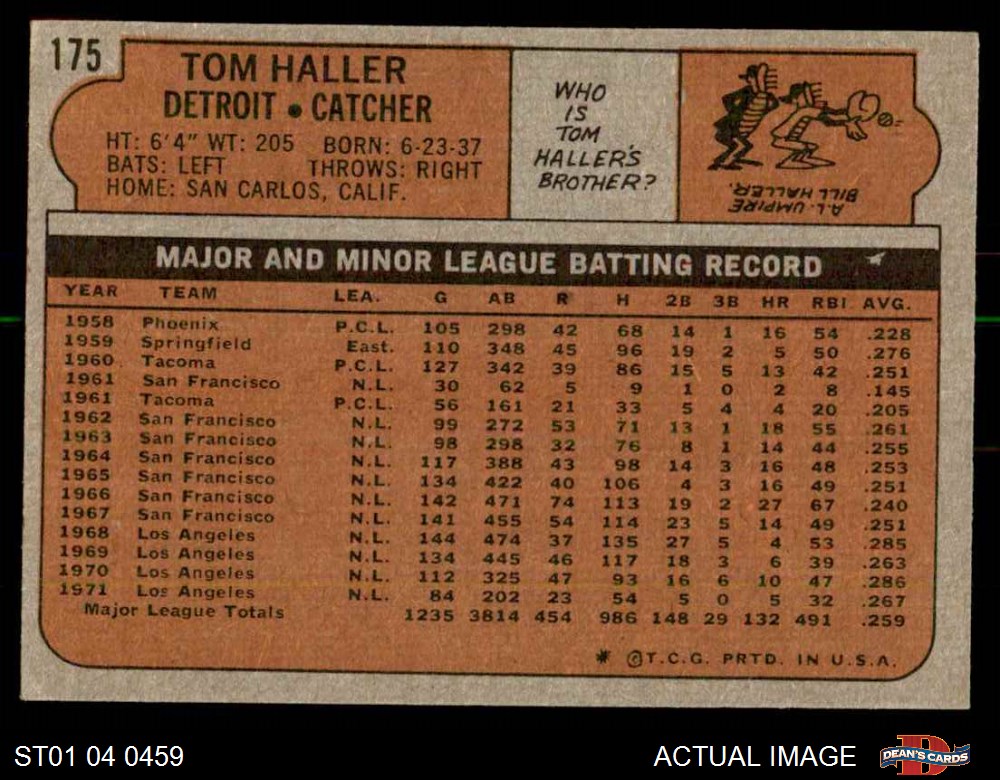 175
TOM HALLER
DETROIT • CATCHER
HT: 6'4" WT: 205 BORN: 6-23-37
BATS: LEFT THROWS: RIGHT
HOME: SAN CARLOS, CALIF.
WHO
IS
TOM
HALLER'S
BROTHER?
A.L. UMPIRE
BILL HALLER.
MAJOR AND MINOR LEAGUE BATTING RECORD
YEAR TEAM LEA. G AB R H 2B 3B HR RBI AVG.
1958 Phoenix P.C.L. 105 298 42 68 14 1 16 54 .228
1959 Springfield East. 110 348 45 96 19 2 5 50 .276
1960 Tacoma P.C.L. 127 342 39 86 15 5 13 42 .251
1961 San Francisco N.L. 30 62 5 9 1 0 2 8 .145
1961 Tacoma P.C.L. 56 161 21 33 5 4 4 20 .205
1962 San Francisco N.L. 99 272 53 71 13 1 18 55 .261
1963 San Francisco N.L. 98 298 32 76 8 1 14 44 .255
1964 San Francisco N.L. 117 388 43 98 14 3 16 48 .253
1965 San Francisco N.L. 134 422 40 106 4 3 16 49 .251
1966 San Francisco N.L. 142 471 74 113 19 2 27 67 .240
1967 San Francisco N.L. 141 455 54 114 23 5 14 49 .251
1968 Los Angeles N.L. 144 474 37 135 27 5 4 53 .285
1969 Los Angeles N.L. 134 445 46 117 18 3 6 39 .263
1970 Los Angeles N.L. 112 325 47 93 16 6 10 47 .286
1971 Los Angeles N.L. 84 202 23 54 5 0 5 32 .267
Major League Totals 1235 3814 454 986 148 29 132 491 .259
* ©T.C.G. PRTD. IN U.S.A.
ST01 04 0459
ACTUAL IMAGE
DEAN'S CARDS